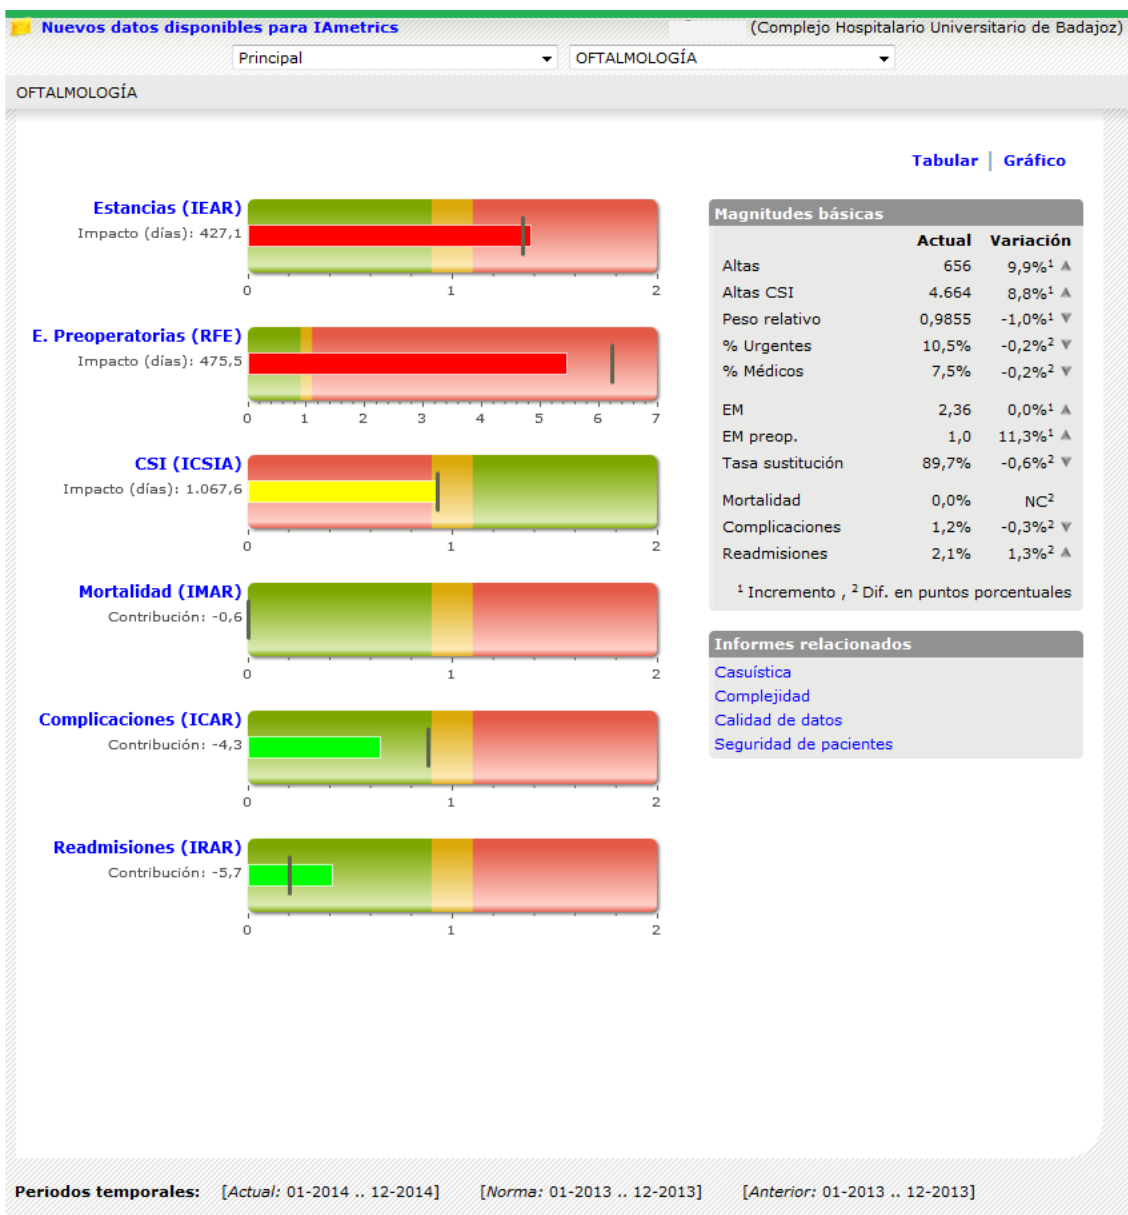 Nuevos datos disponibles para IAmetrics
(Complejo Hospitalario Universitario de Badajoz)
Principal
OFTALMOLOGÍA
OFTALMOLOGÍA
Tabular | Gráfico
Estancias (IEAR)
Impacto (días): 427,1
0 1 2
E. Preoperatorias (RFE)
Impacto (días): 475,5
0 1 2 3 4 5 6 7
CSI (ICSIA)
Impacto (días): 1.067,6
0 1 2
Mortalidad (IMAR)
Contribución: -0,6
0 1 2
Complicaciones (ICAR)
Contribución: -4,3
0 1 2
Readmisiones (IRAR)
Contribución: -5,7
0 1 2
Magnitudes básicas
Actual Variación
Altas 656 9,9%¹ ▲
Altas CSI 4.664 8,8%¹ ▲
Peso relativo 0,9855 -1,0%¹ ▼
% Urgentes 10,5% -0,2%² ▼
% Médicos 7,5% -0,2%² ▼
EM 2,36 0,0%¹ ▲
EM preop. 1,0 11,3%¹ ▲
Tasa sustitución 89,7% -0,6%² ▼
Mortalidad 0,0% NC²
Complicaciones 1,2% -0,3%² ▼
Readmisiones 2,1% 1,3%² ▲
¹ Incremento , ² Dif. en puntos porcentuales
Informes relacionados
Casuística
Complejidad
Calidad de datos
Seguridad de pacientes
Periodos temporales: [Actual: 01-2014 .. 12-2014] [Norma: 01-2013 .. 12-2013] [Anterior: 01-2013 .. 12-2013]